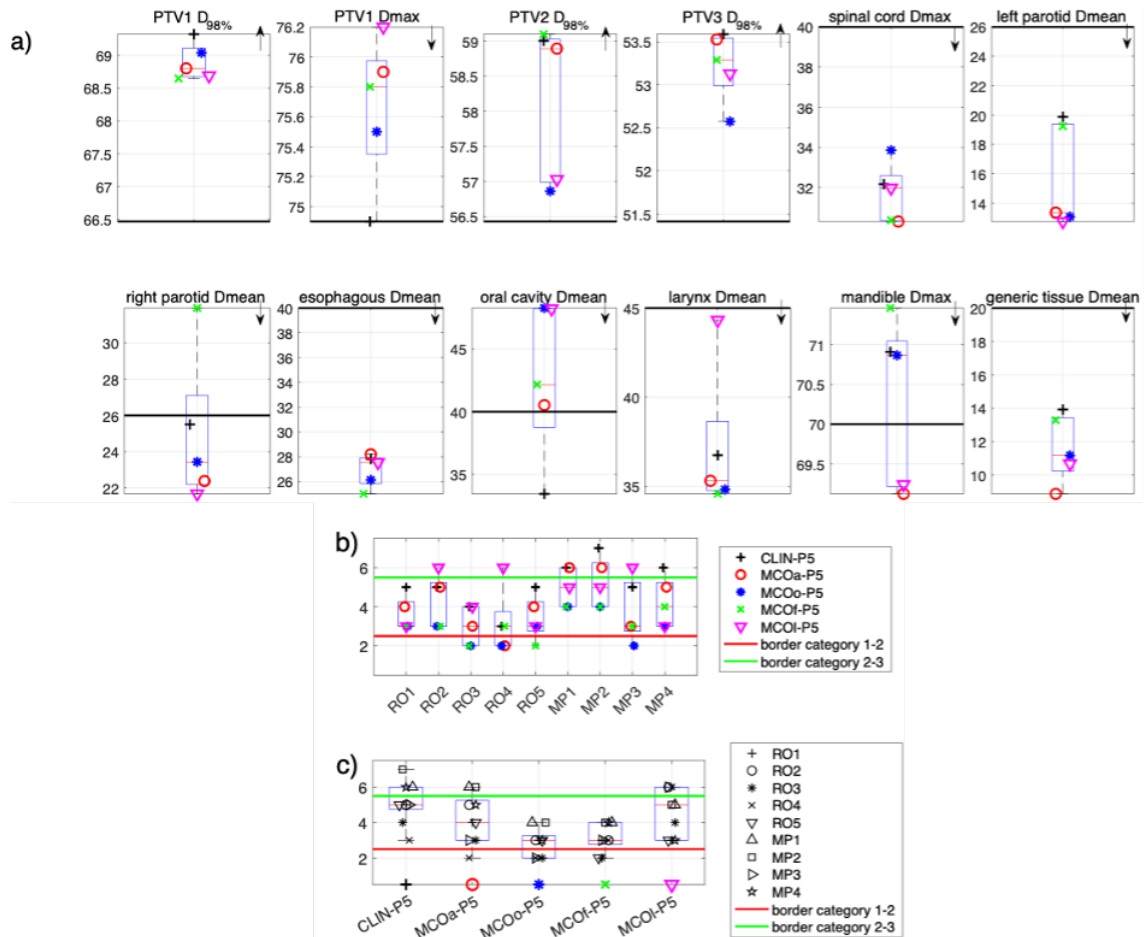 a)
PTV1 D98%
69
68.5
68
67.5
67
66.5
PTV1 Dmax
76.2
76
75.8
75.6
75.4
75.2
75
PTV2 D98%
59
58.5
58
57.5
57
56.5
PTV3 D98%
53.5
53
52.5
52
51.5
spinal cord Dmax
40
38
36
34
32
left parotid Dmean
26
24
22
20
18
16
14
right parotid Dmean
30
28
26
24
22
esophagous Dmean
40
38
36
34
32
30
28
26
oral cavity Dmean
45
40
35
larynx Dmean
45
40
35
mandible Dmax
71
70.5
70
69.5
generic tissue Dmean
20
18
16
14
12
10
b)
6
4
2
RO1
RO2
RO3
RO4
RO5
MP1
MP2
MP3
MP4
CLIN-P5
MCOa-P5
MCOo-P5
MCOf-P5
MCOl-P5
border category 1-2
border category 2-3
c)
6
4
2
CLIN-P5
MCOa-P5
MCOo-P5
MCOf-P5
MCOl-P5
RO1
RO2
RO3
RO4
RO5
MP1
MP2
MP3
MP4
border category 1-2
border category 2-3